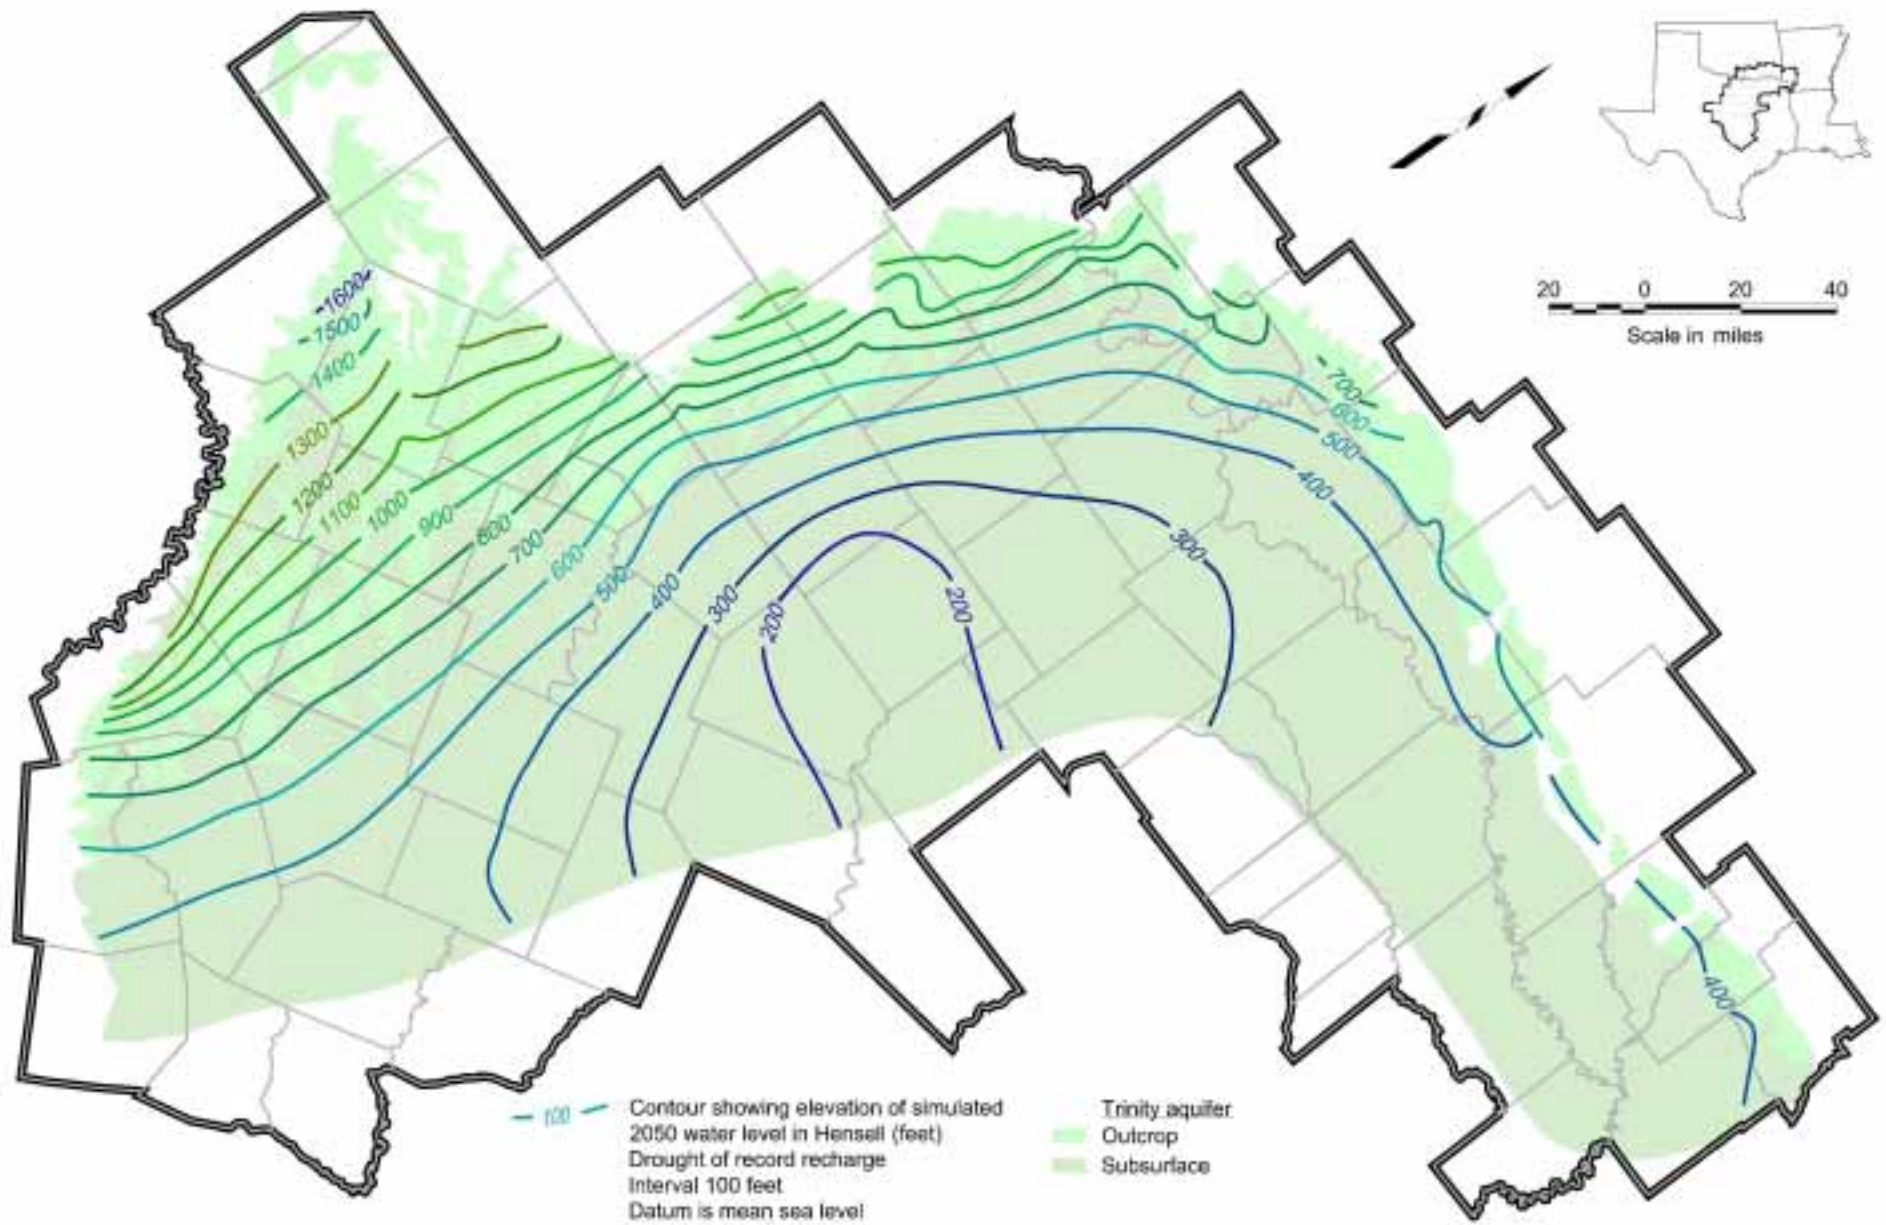 20 0 20 40
Scale in miles
1600
1500
1400
1300
1200
1100
1000
900
800
700
600
500
400
300
200
200
300
400
500
600
700
400
100
Contour showing elevation of simulated
2050 water level in Hensell (feet)
Drought of record recharge
Interval 100 feet
Datum is mean sea level
Trinity aquifer
Outcrop
Subsurface